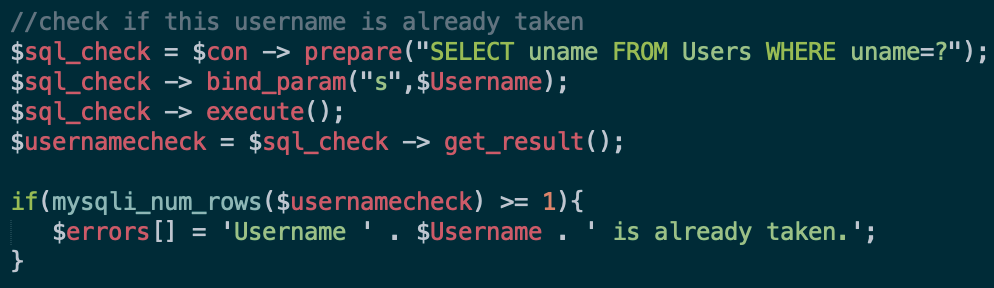 //check if this username is already taken
$sql_check = $con -> prepare("SELECT uname FROM Users WHERE uname=?");
$sql_check -> bind_param("s",$Username);
$sql_check -> execute();
$usernamecheck = $sql_check -> get_result();

if(mysqli_num_rows($usernamecheck) >= 1){
   $errors[] = 'Username ' . $Username . ' is already taken.';
}